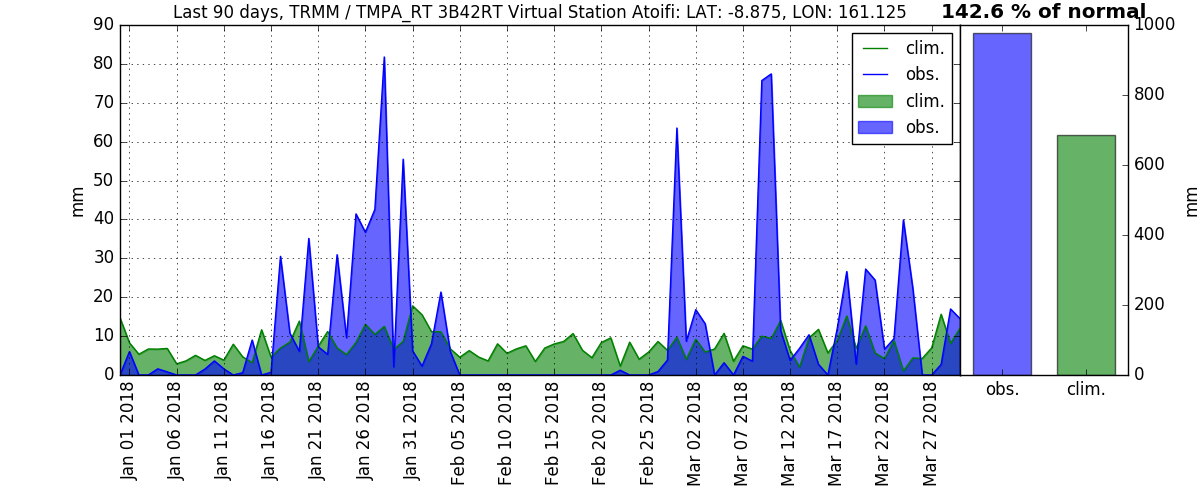 Last 90 days, TRMM / TMPA_RT 3B42RT Virtual Station Atoifi: LAT: -8.875, LON: 161.125
142.6 % of normal
90
80
70
60
50
40
30
20
10
0
mm
clim.
obs.
clim.
obs.
Jan 01 2018
Jan 06 2018
Jan 11 2018
Jan 16 2018
Jan 21 2018
Jan 26 2018
Jan 31 2018
Feb 05 2018
Feb 10 2018
Feb 15 2018
Feb 20 2018
Feb 25 2018
Mar 02 2018
Mar 07 2018
Mar 12 2018
Mar 17 2018
Mar 22 2018
Mar 27 2018
1000
800
600
400
200
0
mm
obs.
clim.